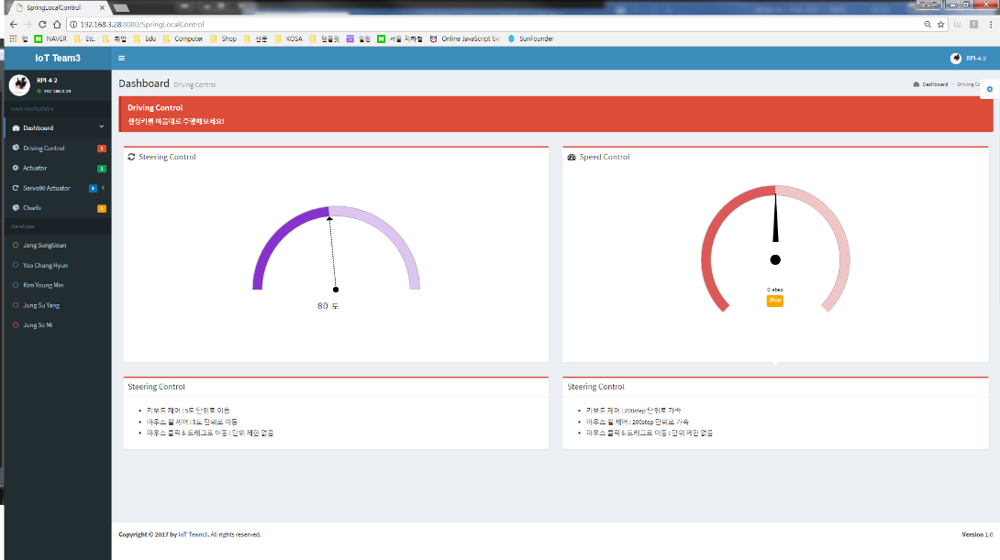 SpringLocalControl
192.168.3.28:8080/SpringLocalControl
앱 NAVER Etc. 취업 Edu Computer Shop KOSA 신문 템플릿 일정 서울 지하철 Online JavaScript be SunFounder
IoT Team3
RPI-4-2
RPI-4-2
192.168.3.28
MAIN NAVIGATION
Dashboard
Driving Control
Actuator
Servo90 Actuator
Charts
Developer
Jang SungGeun
Yoo Chang Hyun
Kim Young Min
Jung Su Yang
Jung Se Mi
Dashboard Driving Control
Dashboard > Driving Co
Driving Control
센싱카를 마음대로 주행해보세요!
Steering Control
80 도
Speed Control
0 step
Stop
Steering Control
키보드 제어 : 5도 단위로 이동
마우스 휠 제어 : 5도 단위로 이동
마우스 클릭 & 드래그로 이동 : 단위 제한 없음
Steering Control
키보드 제어 : 200step 단위로 가속
마우스 휠 제어 : 200step 단위로 가속
마우스 클릭 & 드래그로 이동 : 단위 제한 없음
Copyright © 2017 by IoT Team3. All rights reserved.
Version 1.0